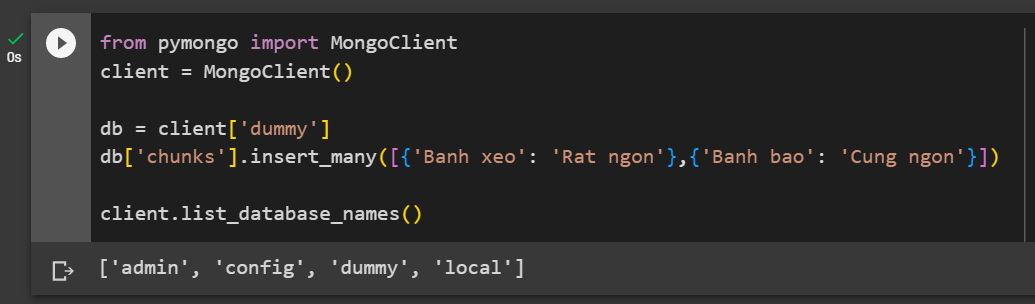 from pymongo import MongoClient
client = MongoClient()
db = client['dummy']
db['chunks'].insert_many([{'Banh xeo': 'Rat ngon'},{'Banh bao': 'Cung ngon'}])
client.list_database_names()
0s
['admin', 'config', 'dummy', 'local']